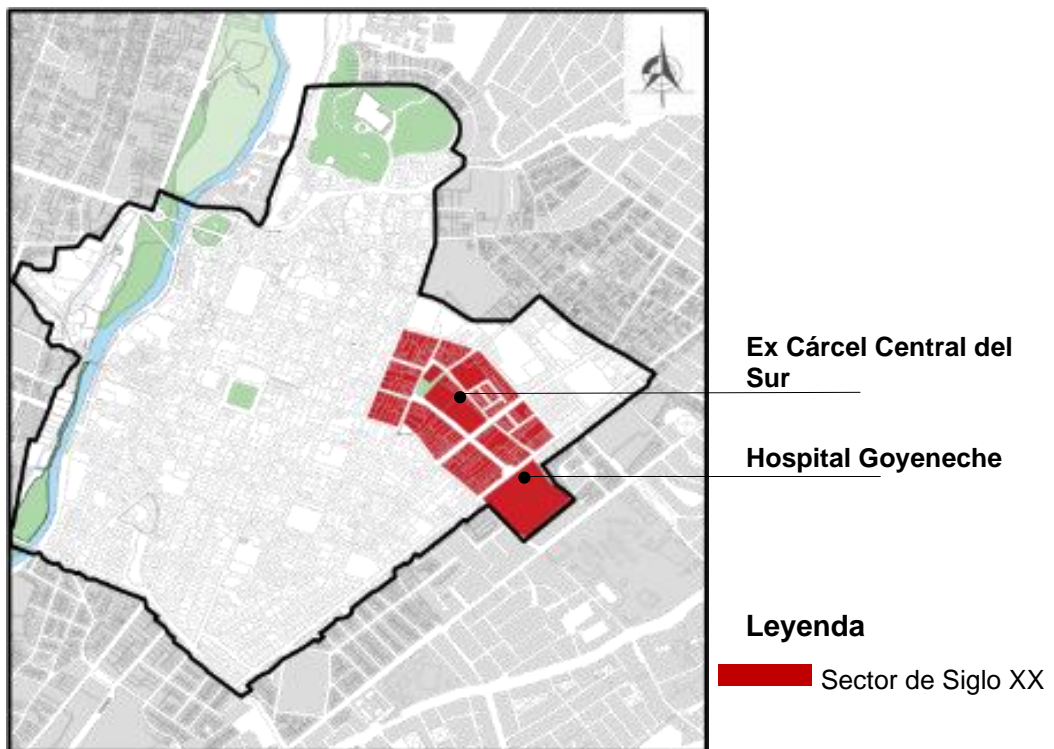 Ex Cárcel Central del
Sur
Hospital Goyeneche
Leyenda
Sector de Siglo XX